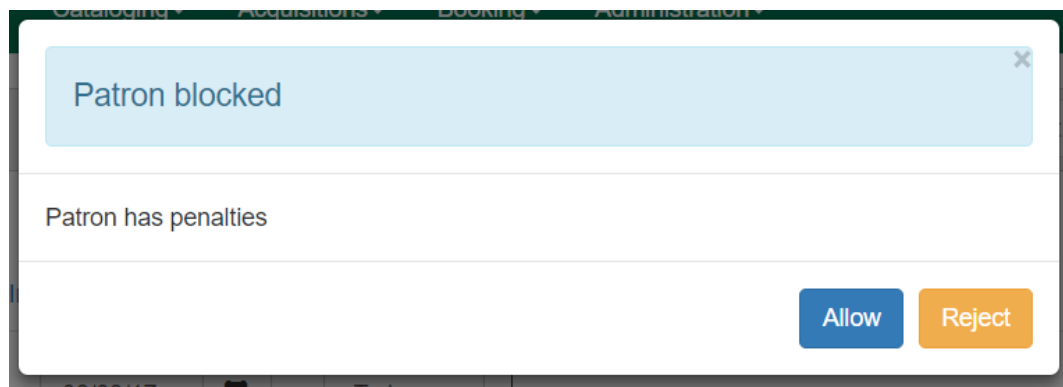 Cataloging Acquisitions Booking Administration
×
Patron blocked
Patron has penalties
Allow Reject